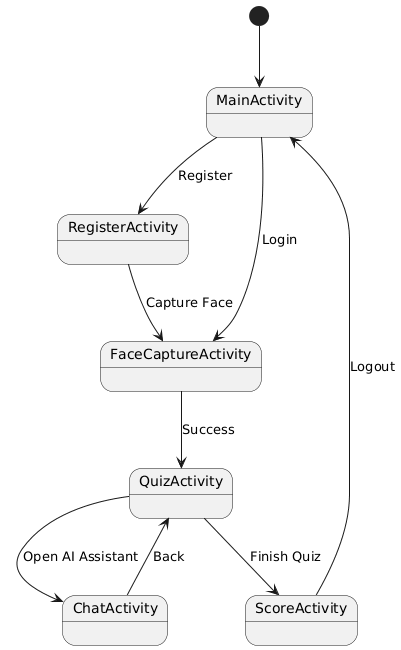 MainActivity
Register
RegisterActivity
Login
Capture Face
FaceCaptureActivity
Logout
Success
QuizActivity
Open AI Assistant
Back
Finish Quiz
ChatActivity
ScoreActivity